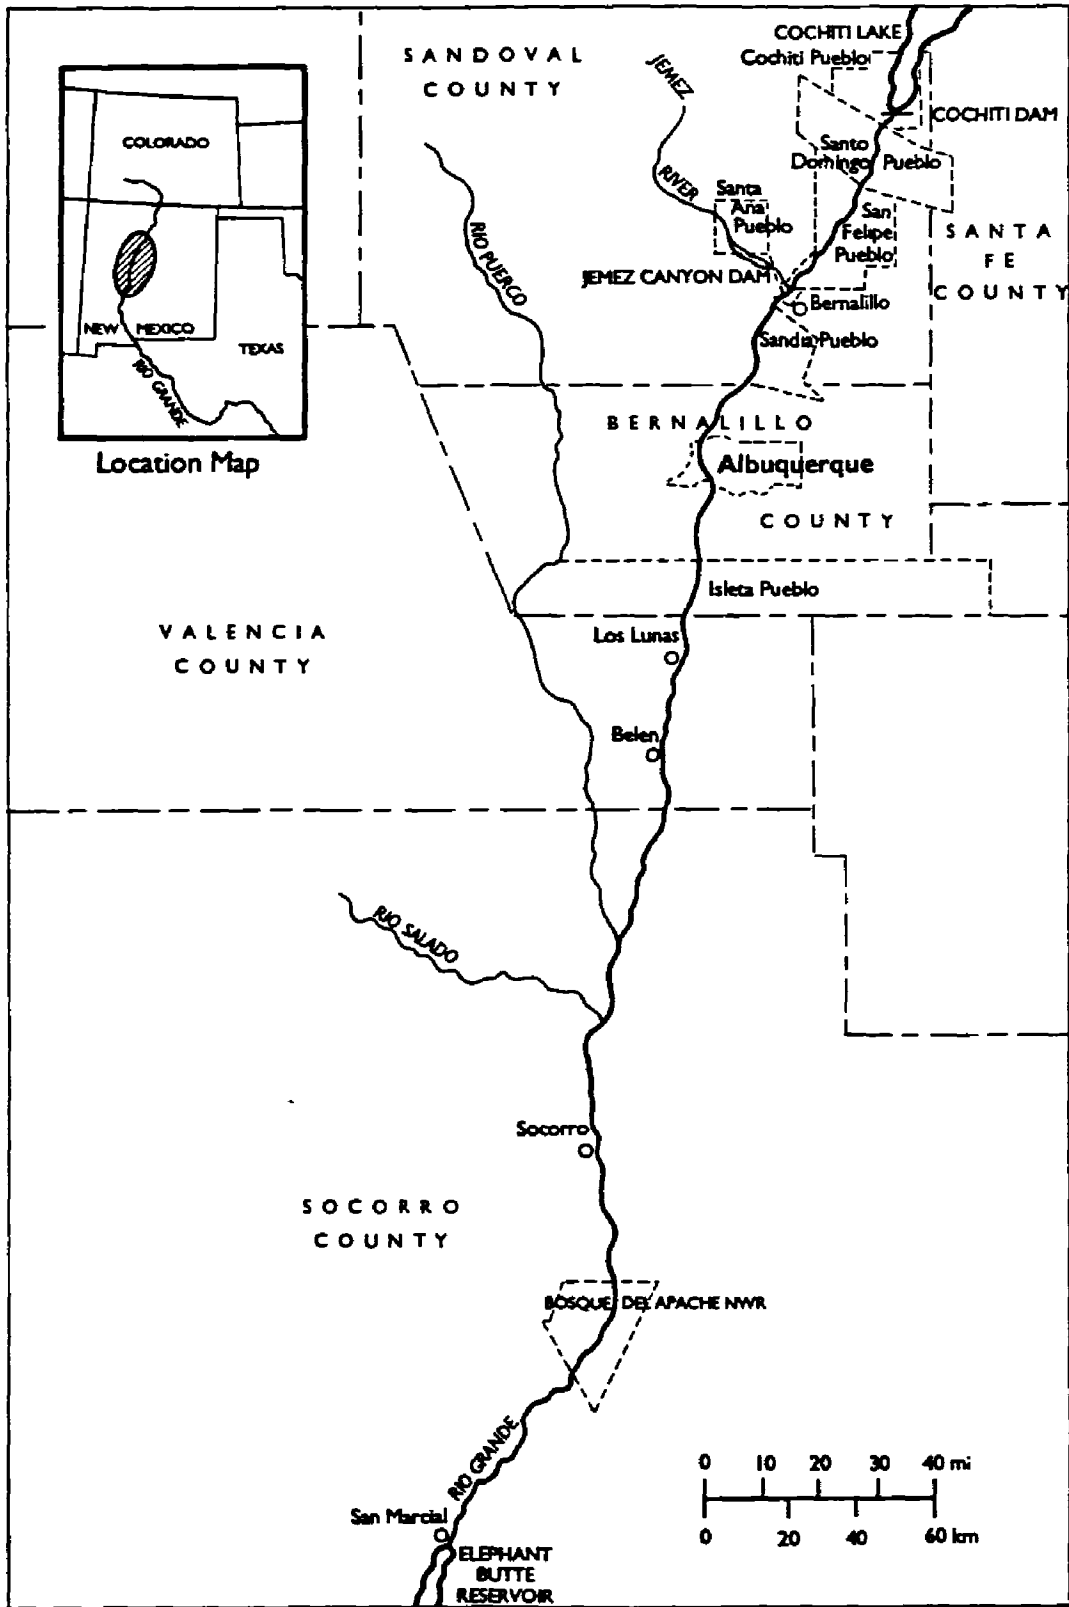 SANDOVAL
COUNTY
JEMEZ
RIVER
COCHITI LAKE
Cochiti Pueblo
COCHITI DAM
Santo
Domingo Pueblo
Santa
Ana
Pueblo
San
Felipe
Pueblo
SANTA
FE
COUNTY
JEMEZ CANYON DAM
Bernalillo
Sandia Pueblo
RIO PUERCO
COLORADO
NEW MEXICO
TEXAS
RIO GRANDE
Location Map
BERNALILLO
Albuquerque
COUNTY
Isleta Pueblo
VALENCIA
COUNTY
Los Lunas
Belen
RIO SALADO
Socorro
SOCORRO
COUNTY
BOSQUE DEL APACHE NWR
RIO GRANDE
San Marcial
ELEPHANT
BUTTE
RESERVOIR
0 10 20 30 40 mi
0 20 40 60 km